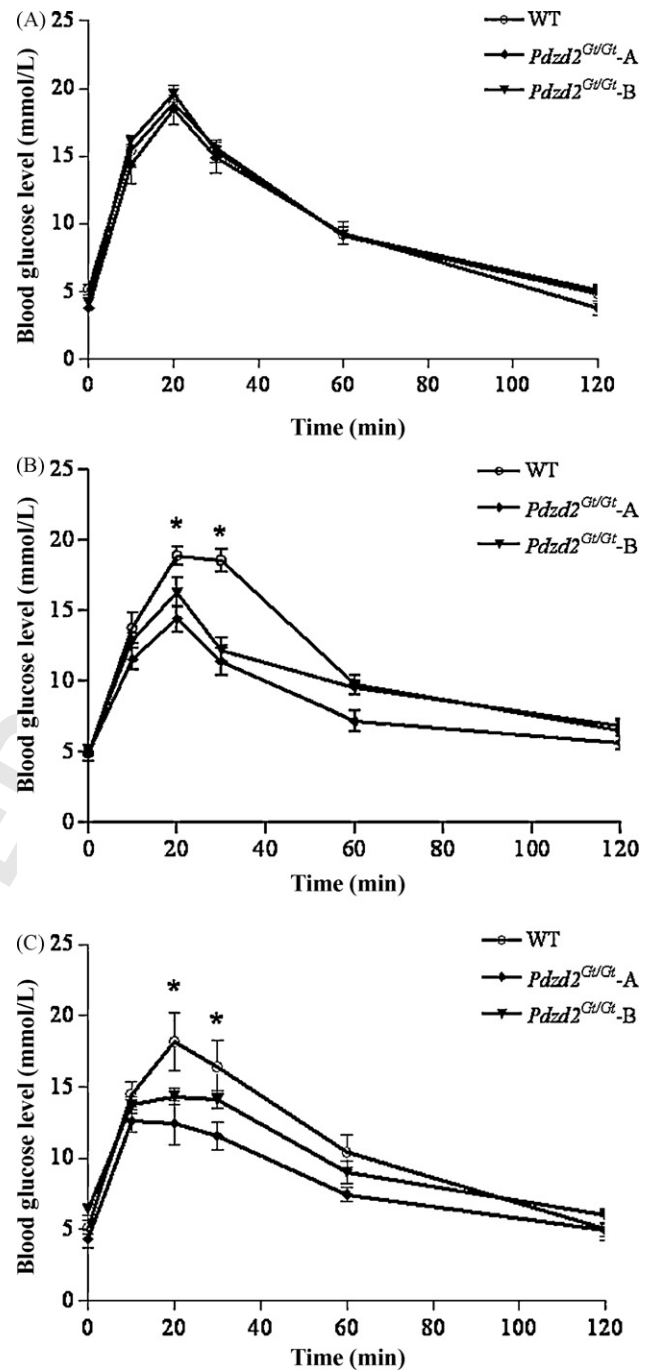 (A)
WT
Pdzd2Gt/Gt-A
Pdzd2Gt/Gt-B
Blood glucose level (mmol/L)
25
20
15
10
5
0
0 20 40 60 80 100 120
Time (min)
(B)
WT
Pdzd2Gt/Gt-A
Pdzd2Gt/Gt-B
Blood glucose level (mmol/L)
25
20
15
10
5
0
* *
0 20 40 60 80 100 120
Time (min)
(C)
WT
Pdzd2Gt/Gt-A
Pdzd2Gt/Gt-B
Blood glucose level (mmol/L)
25
20
15
10
5
0
* *
0 20 40 60 80 100 120
Time (min)